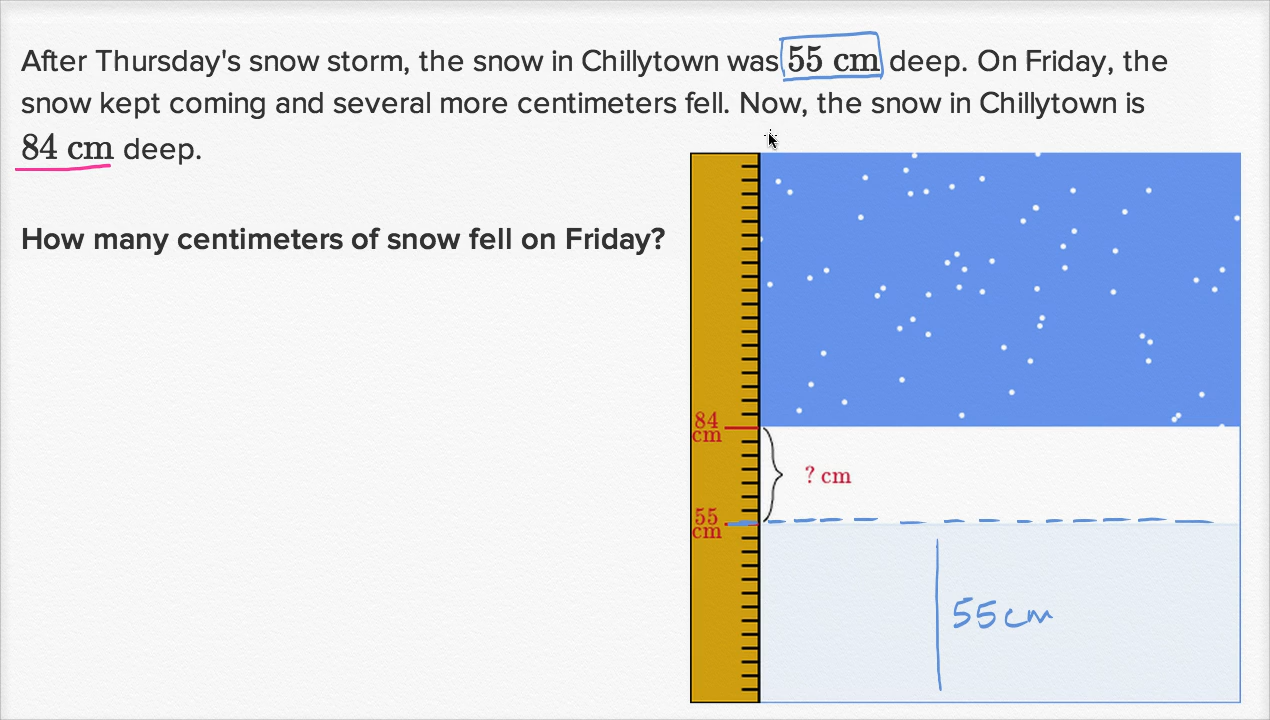 After Thursday's snow storm, the snow in Chillytown was 55 cm deep. On Friday, the
snow kept coming and several more centimeters fell. Now, the snow in Chillytown is
84 cm deep.
How many centimeters of snow fell on Friday?
84
cm
? cm
55
cm
55cm